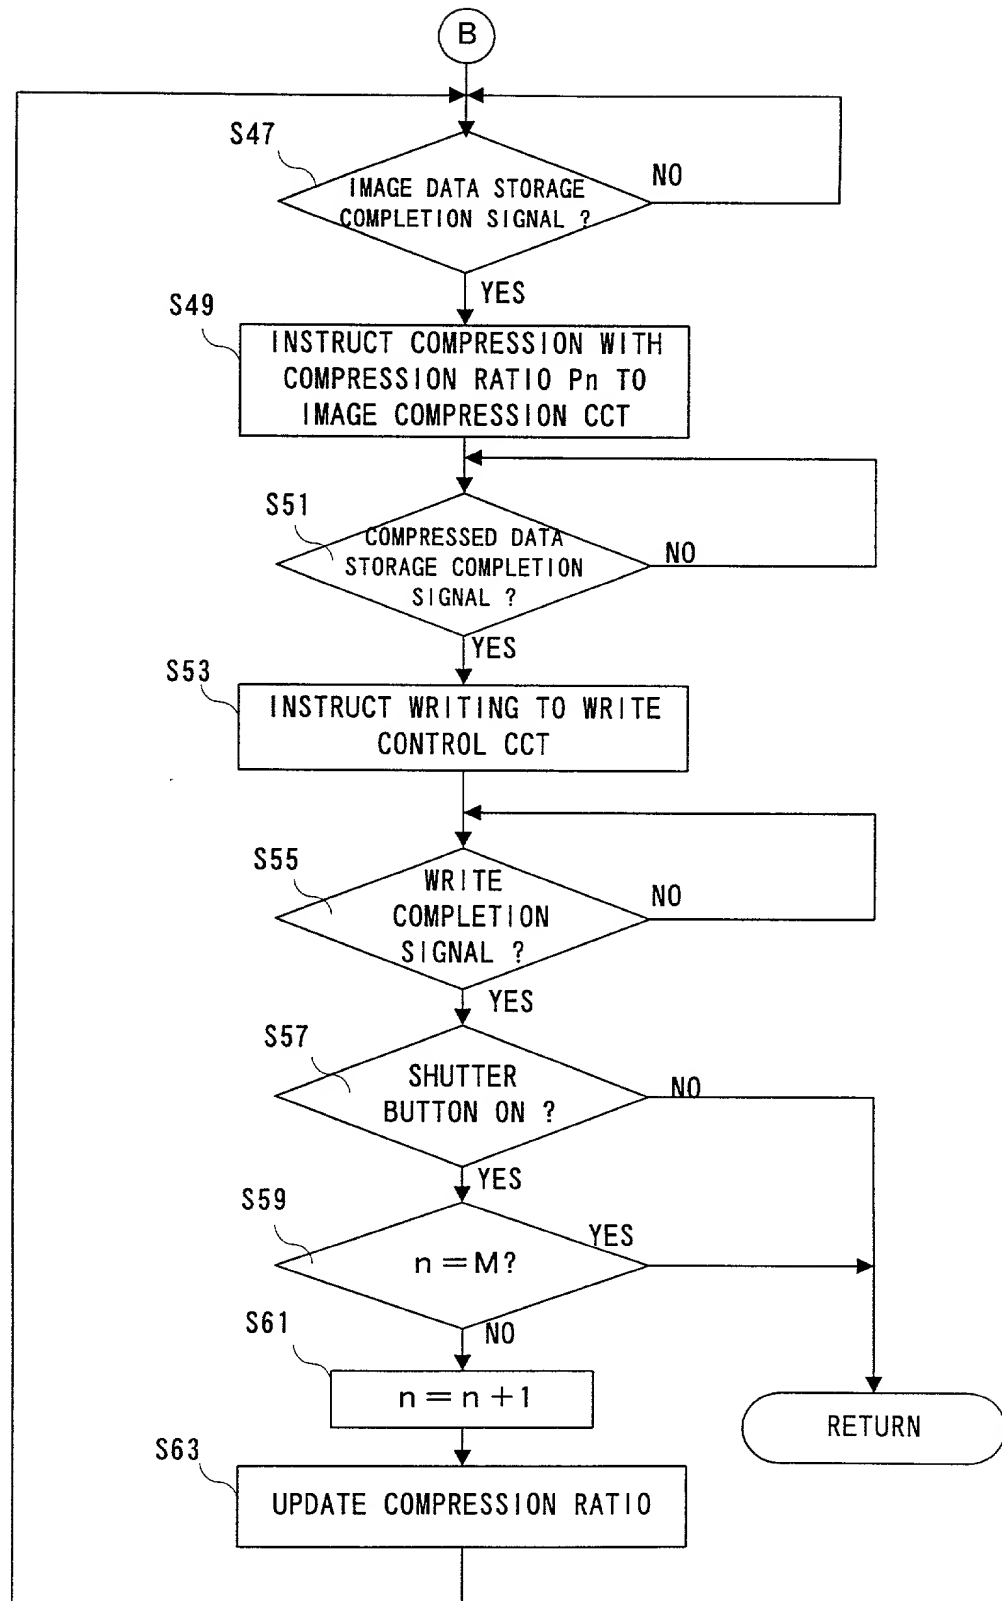 B
S47
IMAGE DATA STORAGE
COMPLETION SIGNAL ?
NO
YES
S49
INSTRUCT COMPRESSION WITH
COMPRESSION RATIO Pn TO
IMAGE COMPRESSION CCT
S51
COMPRESSED DATA
STORAGE COMPLETION
SIGNAL ?
NO
YES
S53
INSTRUCT WRITING TO WRITE
CONTROL CCT
S55
WRITE
COMPLETION
SIGNAL ?
NO
YES
S57
SHUTTER
BUTTON ON ?
NO
YES
S59
n=M?
YES
NO
S61
n=n+1
RETURN
S63
UPDATE COMPRESSION RATIO